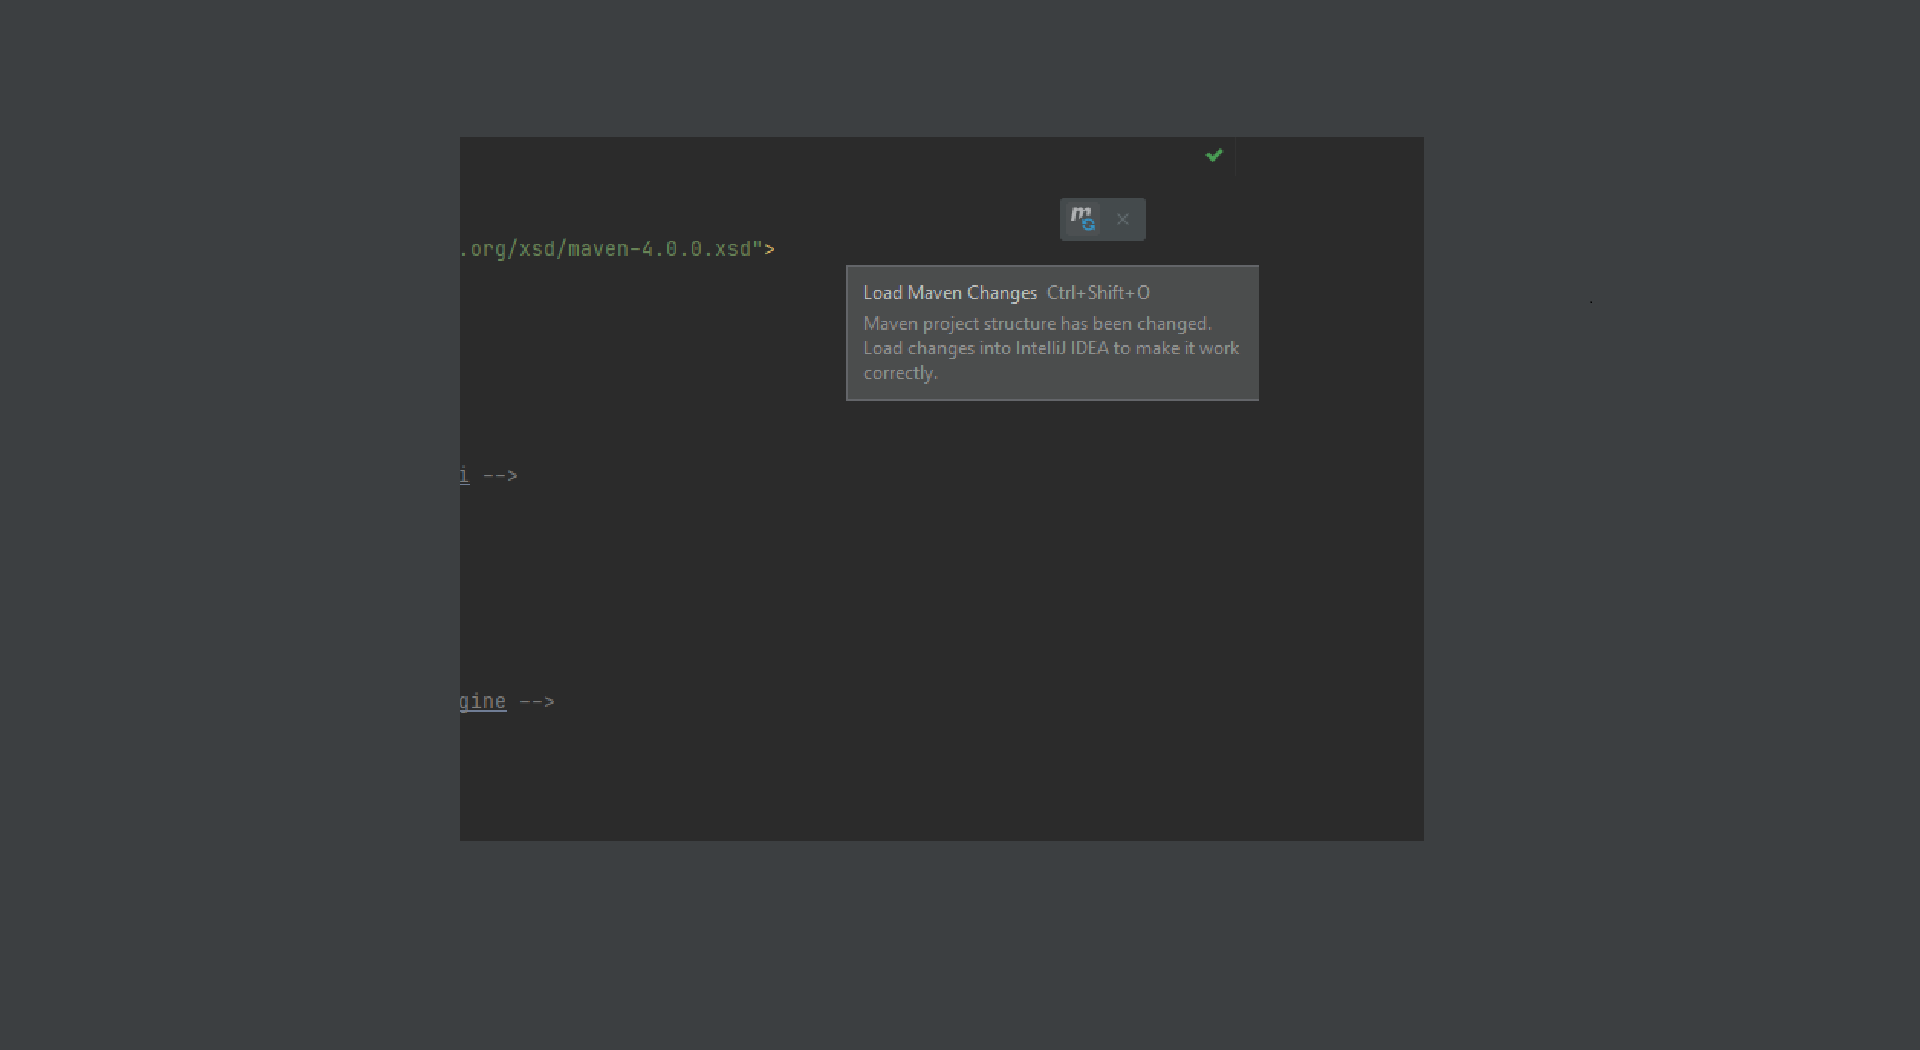 m
.org/xsd/maven-4.0.0.xsd">
Load Maven Changes Ctrl+Shift+O
Maven project structure has been changed.
Load changes into IntelliJ IDEA to make it work
correctly.
i -->
gine -->